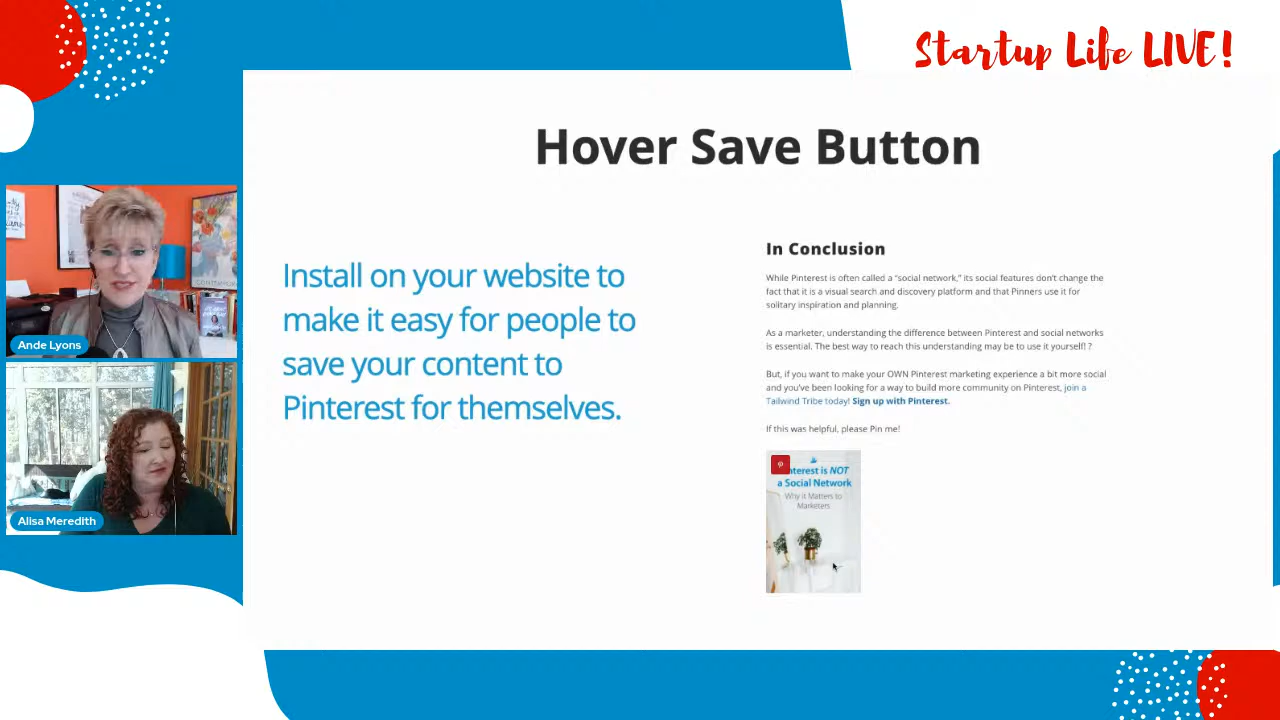 Startup Life LIVE!
Hover Save Button
Install on your website to
make it easy for people to
save your content to
Pinterest for themselves.
In Conclusion
While Pinterest is often called a “social network,” its social features don’t change the
fact that it is a visual search and discovery platform and that Pinners use it for
solitary inspiration and planning.
As a marketer, understanding the difference between Pinterest and social networks
is essential. The best way to reach this understanding may be to use it yourself! ?
But, if you want to make your OWN Pinterest marketing experience a bit more social
and you’ve been looking for a way to build more community on Pinterest, join a
Tailwind Tribe today! Sign up with Pinterest.
If this was helpful, please Pin me!
nterest is NOT
a Social Network
Why it Matters to
Marketers
Ande Lyons
Alisa Meredith